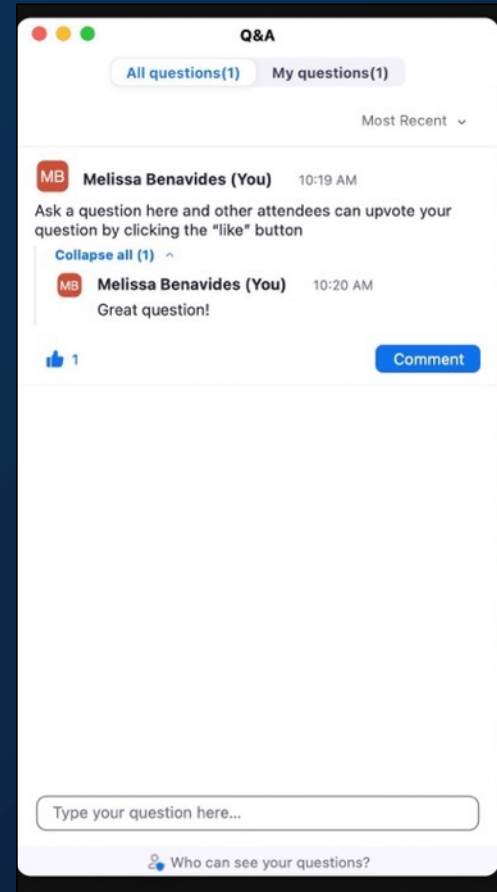 Q&A
All questions(1) My questions(1)
Most Recent
MB Melissa Benavides (You) 10:19 AM
Ask a question here and other attendees can upvote your
question by clicking the “like” button
Collapse all (1)
MB Melissa Benavides (You) 10:20 AM
Great question!
1 Comment
Type your question here...
Who can see your questions?